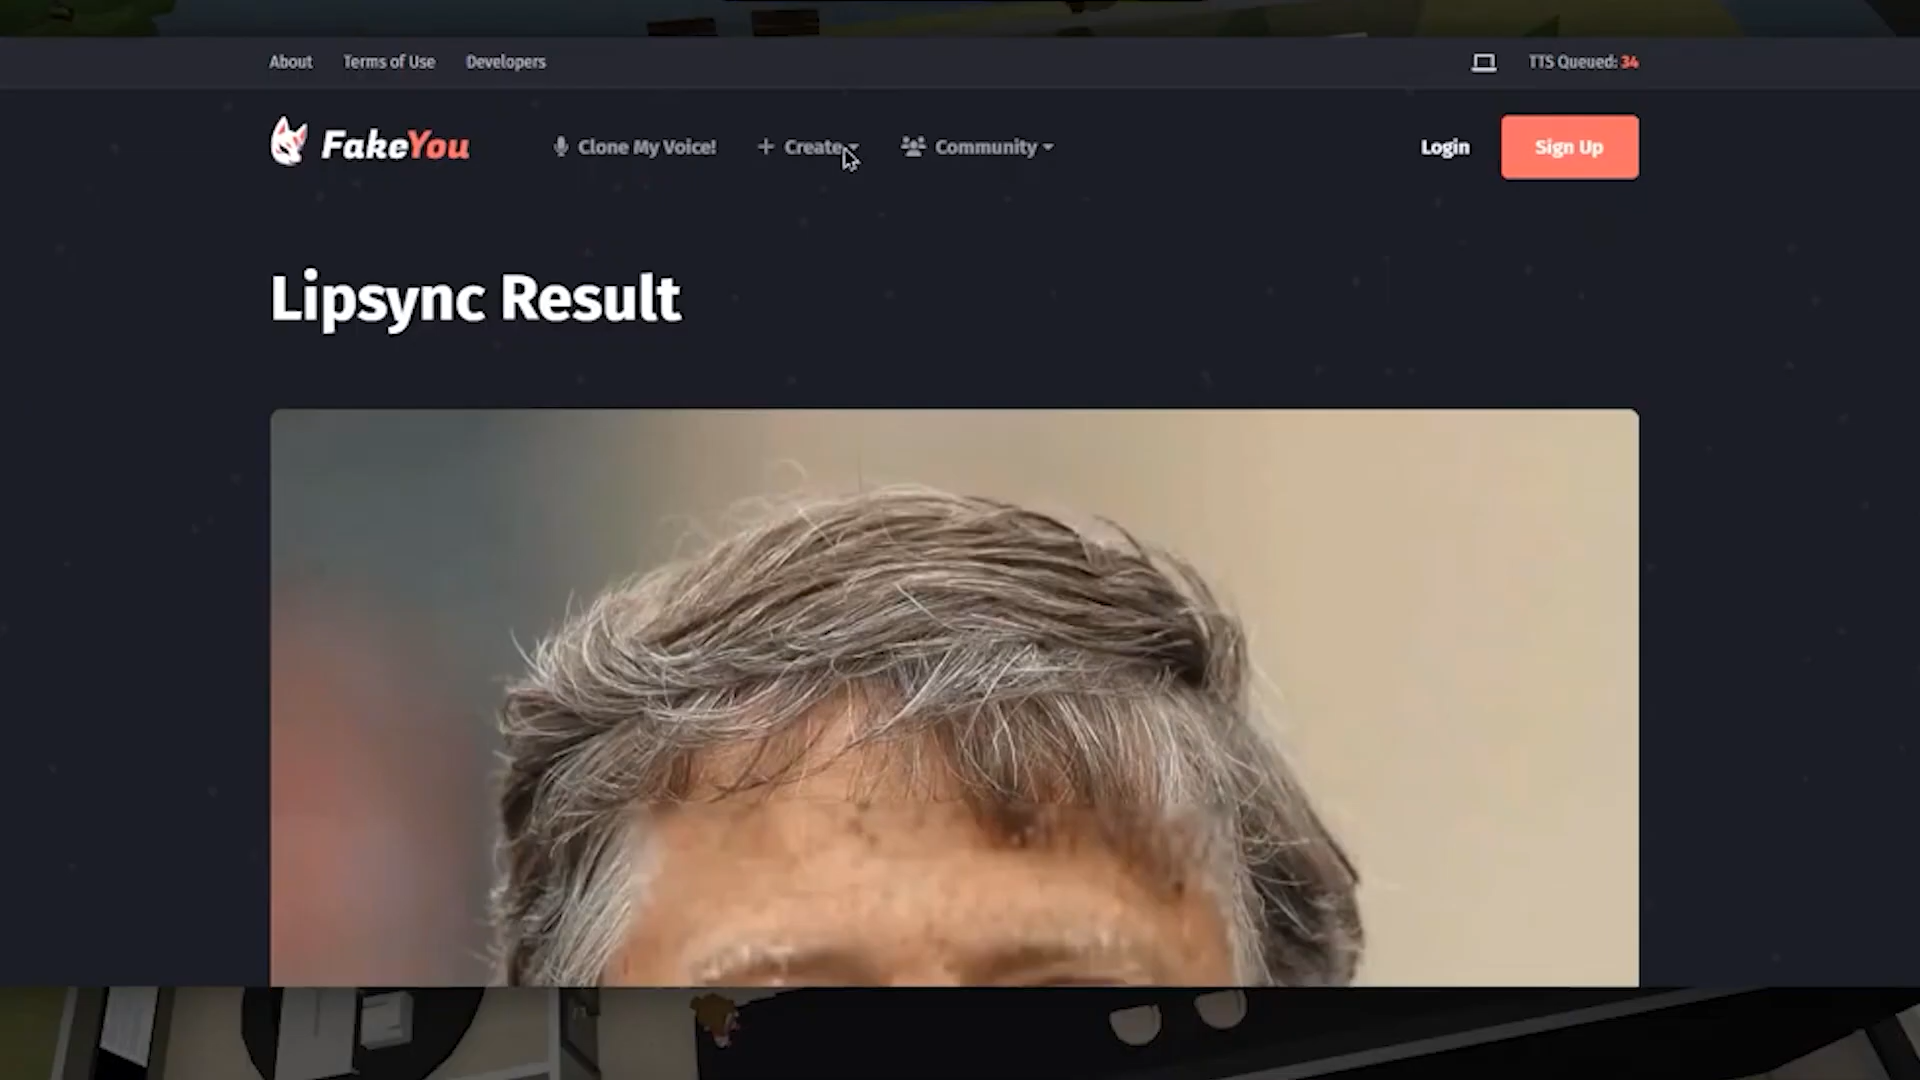 About Terms of Use Developers TTS Queued: 34
FakeYou Clone My Voice! + Create Community Login Sign Up
Lipsync Result